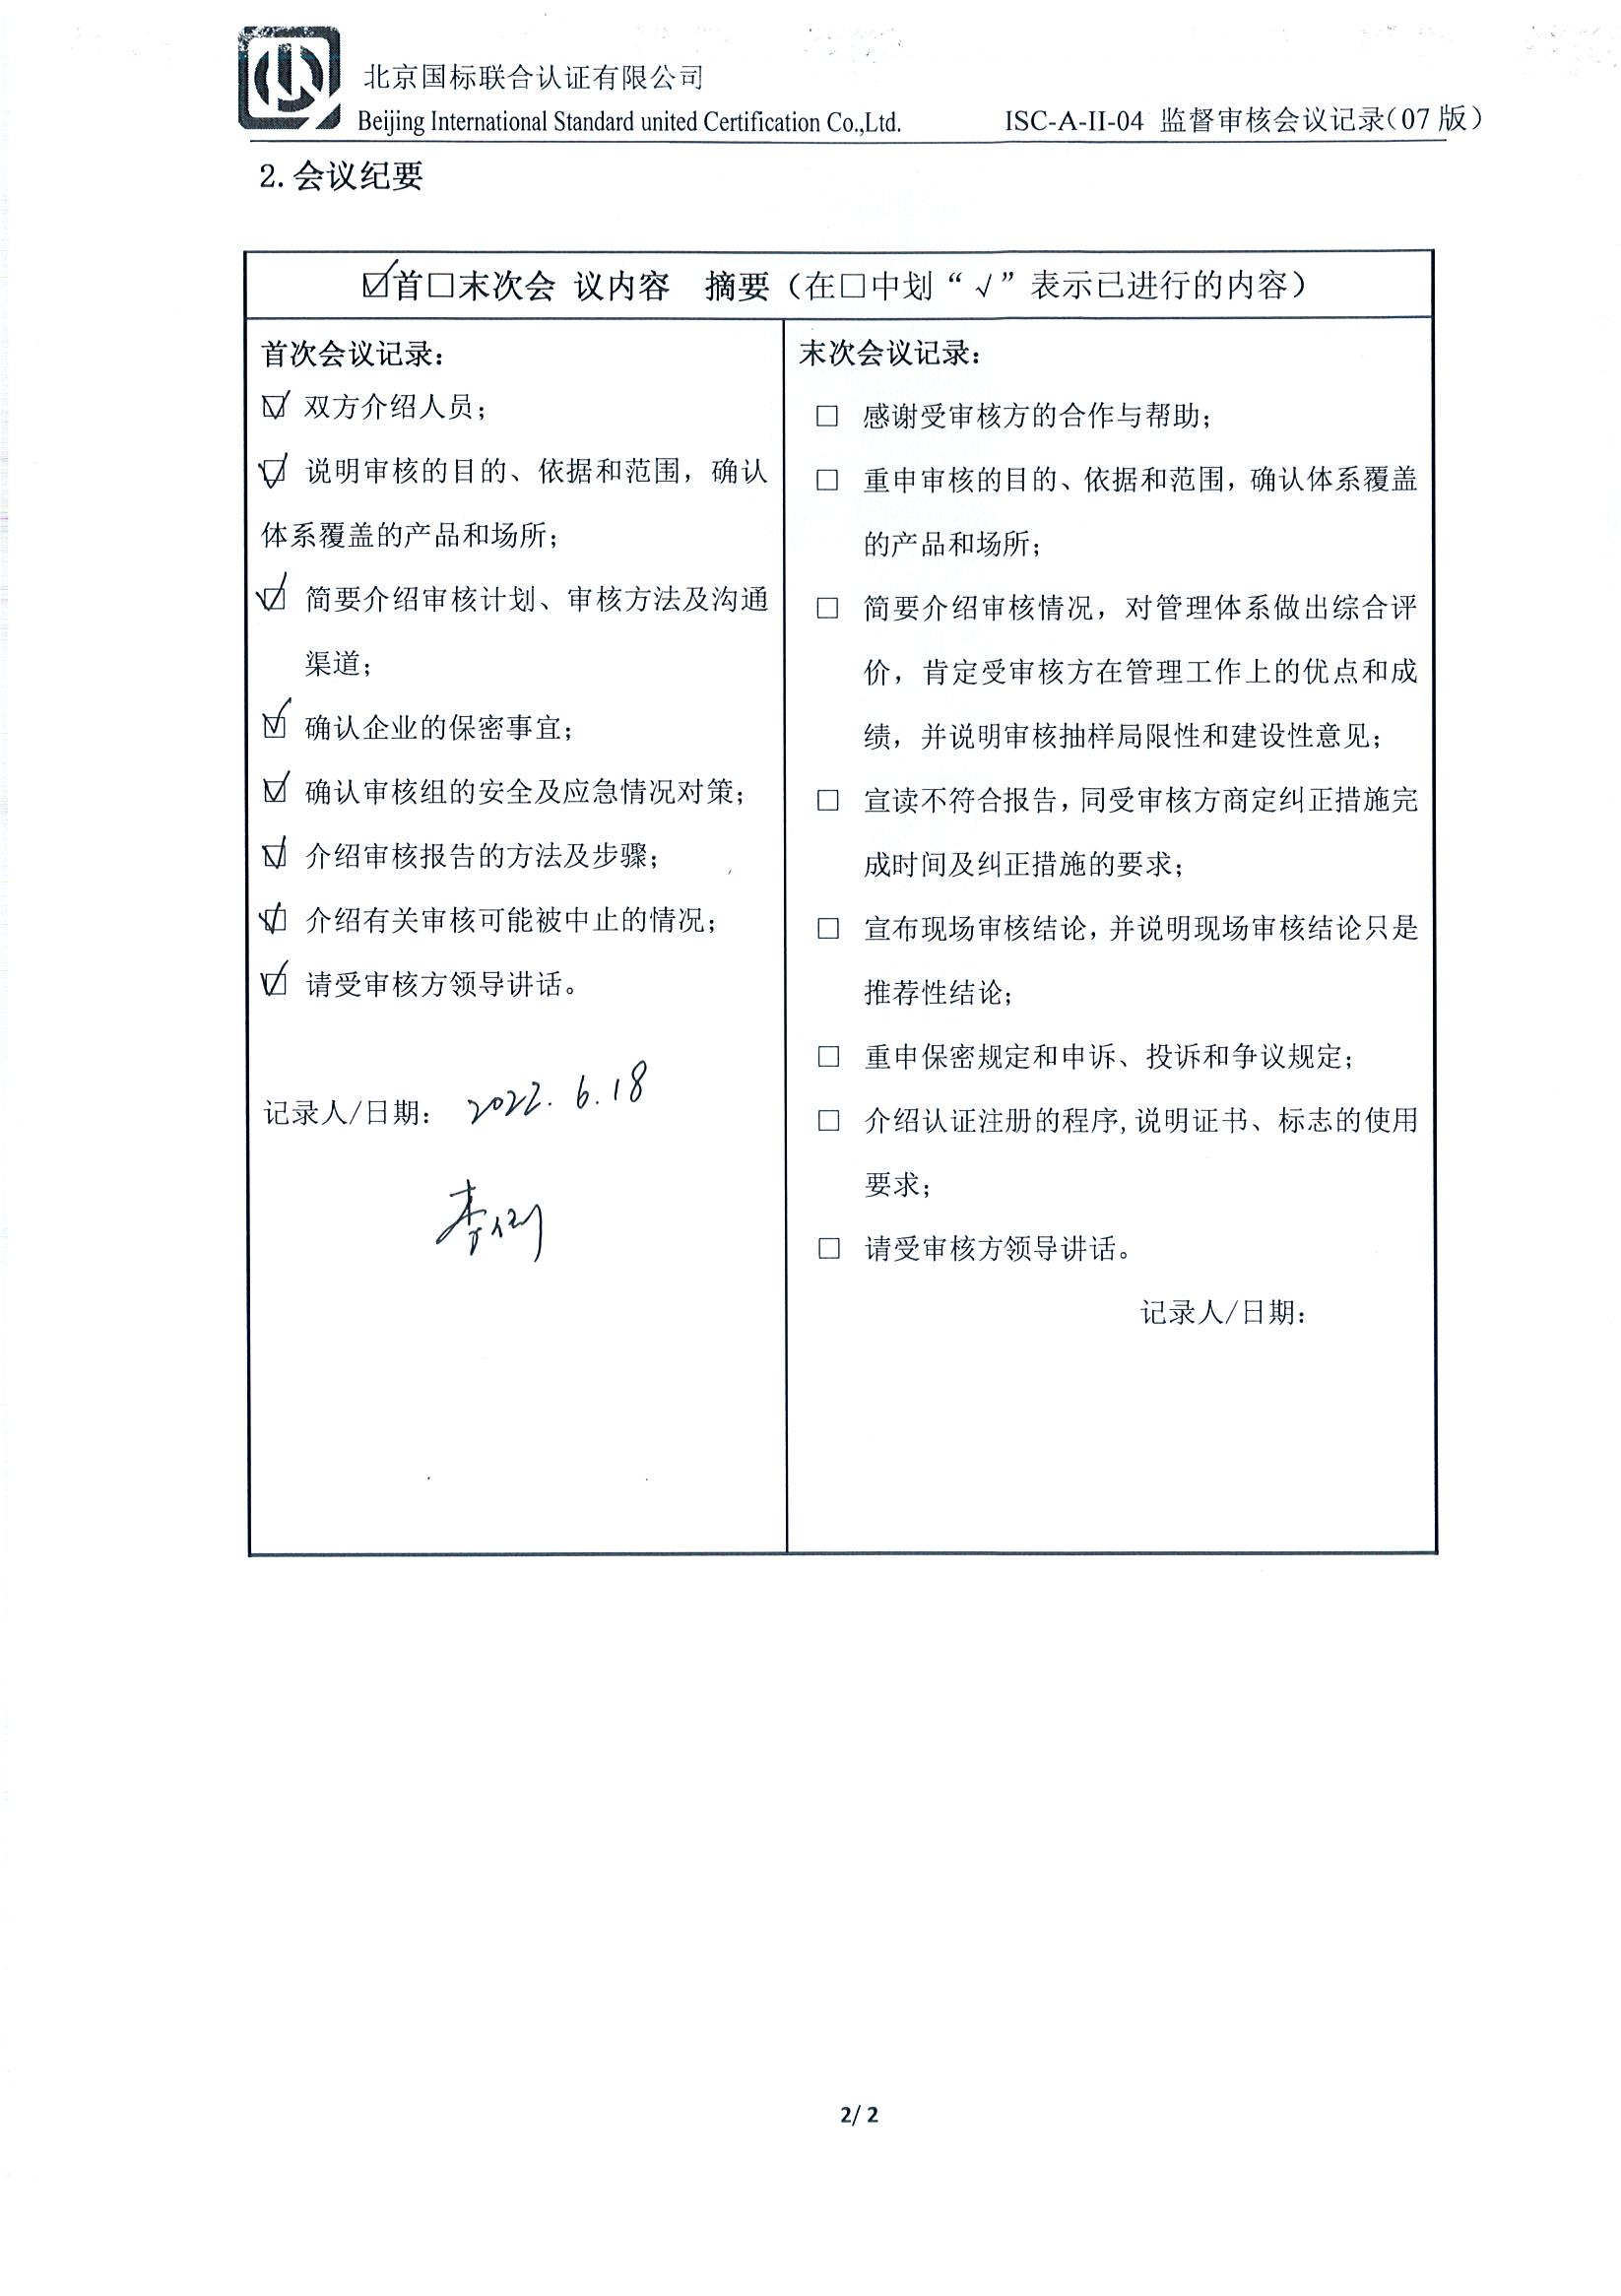 北京国标联合认证有限公司
Beijing International Standard united Certification Co.,Ltd.
ISC-A-II-04 监督审核会议记录(07版)
2.会议纪要
☑首□末次会 议内容 摘要（在□中划“√”表示已进行的内容）
首次会议记录：
☑ 双方介绍人员；
☑ 说明审核的目的、依据和范围，确认
体系覆盖的产品和场所；
☑ 简要介绍审核计划、审核方法及沟通
渠道；
☑ 确认企业的保密事宜；
☑ 确认审核组的安全及应急情况对策；
☑ 介绍审核报告的方法及步骤；
☑ 介绍有关审核可能被中止的情况；
☑ 请受审核方领导讲话。
记录人/日期： 2022.6.18
末次会议记录：
□ 感谢受审核方的合作与帮助；
□ 重申审核的目的、依据和范围，确认体系覆盖
的产品和场所；
□ 简要介绍审核情况，对管理体系做出综合评
价，肯定受审核方在管理工作上的优点和成
绩，并说明审核抽样局限性和建设性意见；
□ 宣读不符合报告，同受审核方商定纠正措施完
成时间及纠正措施的要求；
□ 宣布现场审核结论，并说明现场审核结论只是
推荐性结论；
□ 重申保密规定和申诉、投诉和争议规定；
□ 介绍认证注册的程序,说明证书、标志的使用
要求；
□ 请受审核方领导讲话。
记录人/日期：
2/ 2